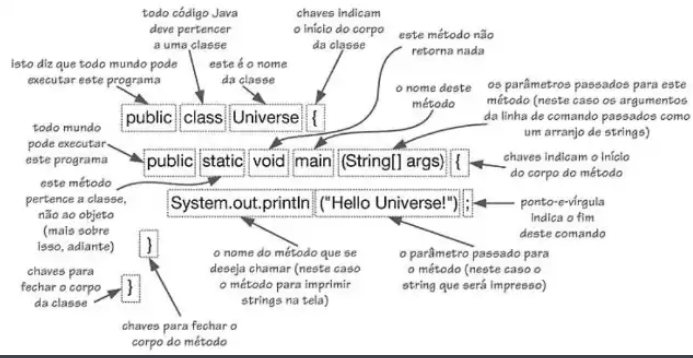 todo código Java
deve pertencer
a uma classe
chaves indicam
o início do corpo
da classe
este método não
retorna nada
isto diz que todo mundo pode
executar este programa
este é o nome
da classe
o nome deste
método
os parâmetros passados para este
método (neste caso os argumentos
da linha de comando passados como
um arranjo de strings)
public class Universe {
todo mundo
pode executar
este programa
public static void main (String[] args) {
chaves indicam o início
do corpo do método
este método
pertence a classe,
não ao objeto
(mais sobre
isso, adiante)
System.out.println ("Hello Universe!") ;
ponto-e-vírgula
indica o fim
deste comando
}
o nome do método que se
deseja chamar (neste caso
o método para imprimir
strings na tela)
o parâmetro passado para
o método (neste caso o
string que será impresso)
chaves para
fechar o corpo
da classe
}
chaves para fechar o
corpo do método